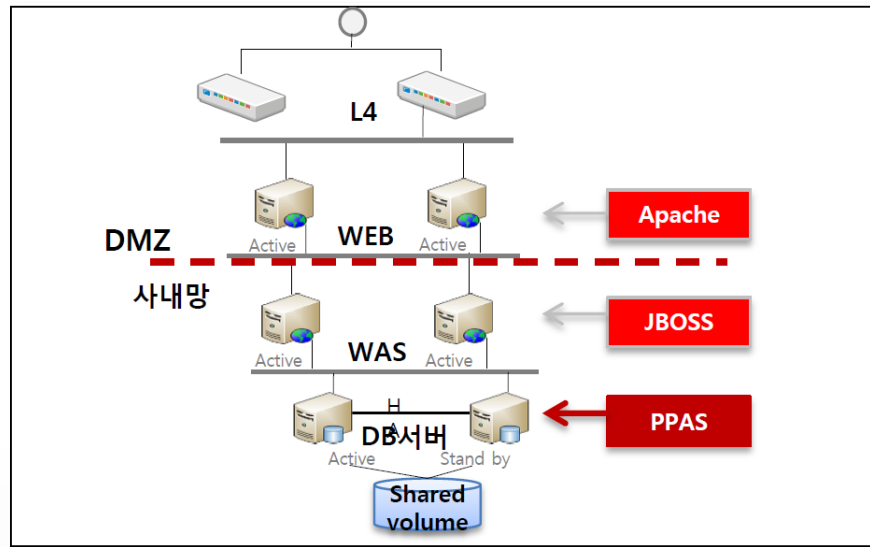 L4
Apache
Active
WEB
Active
DMZ
사내망
JBOSS
Active
WAS
Active
HA
PPAS
DB서버
Active
Stand by
Shared
volume